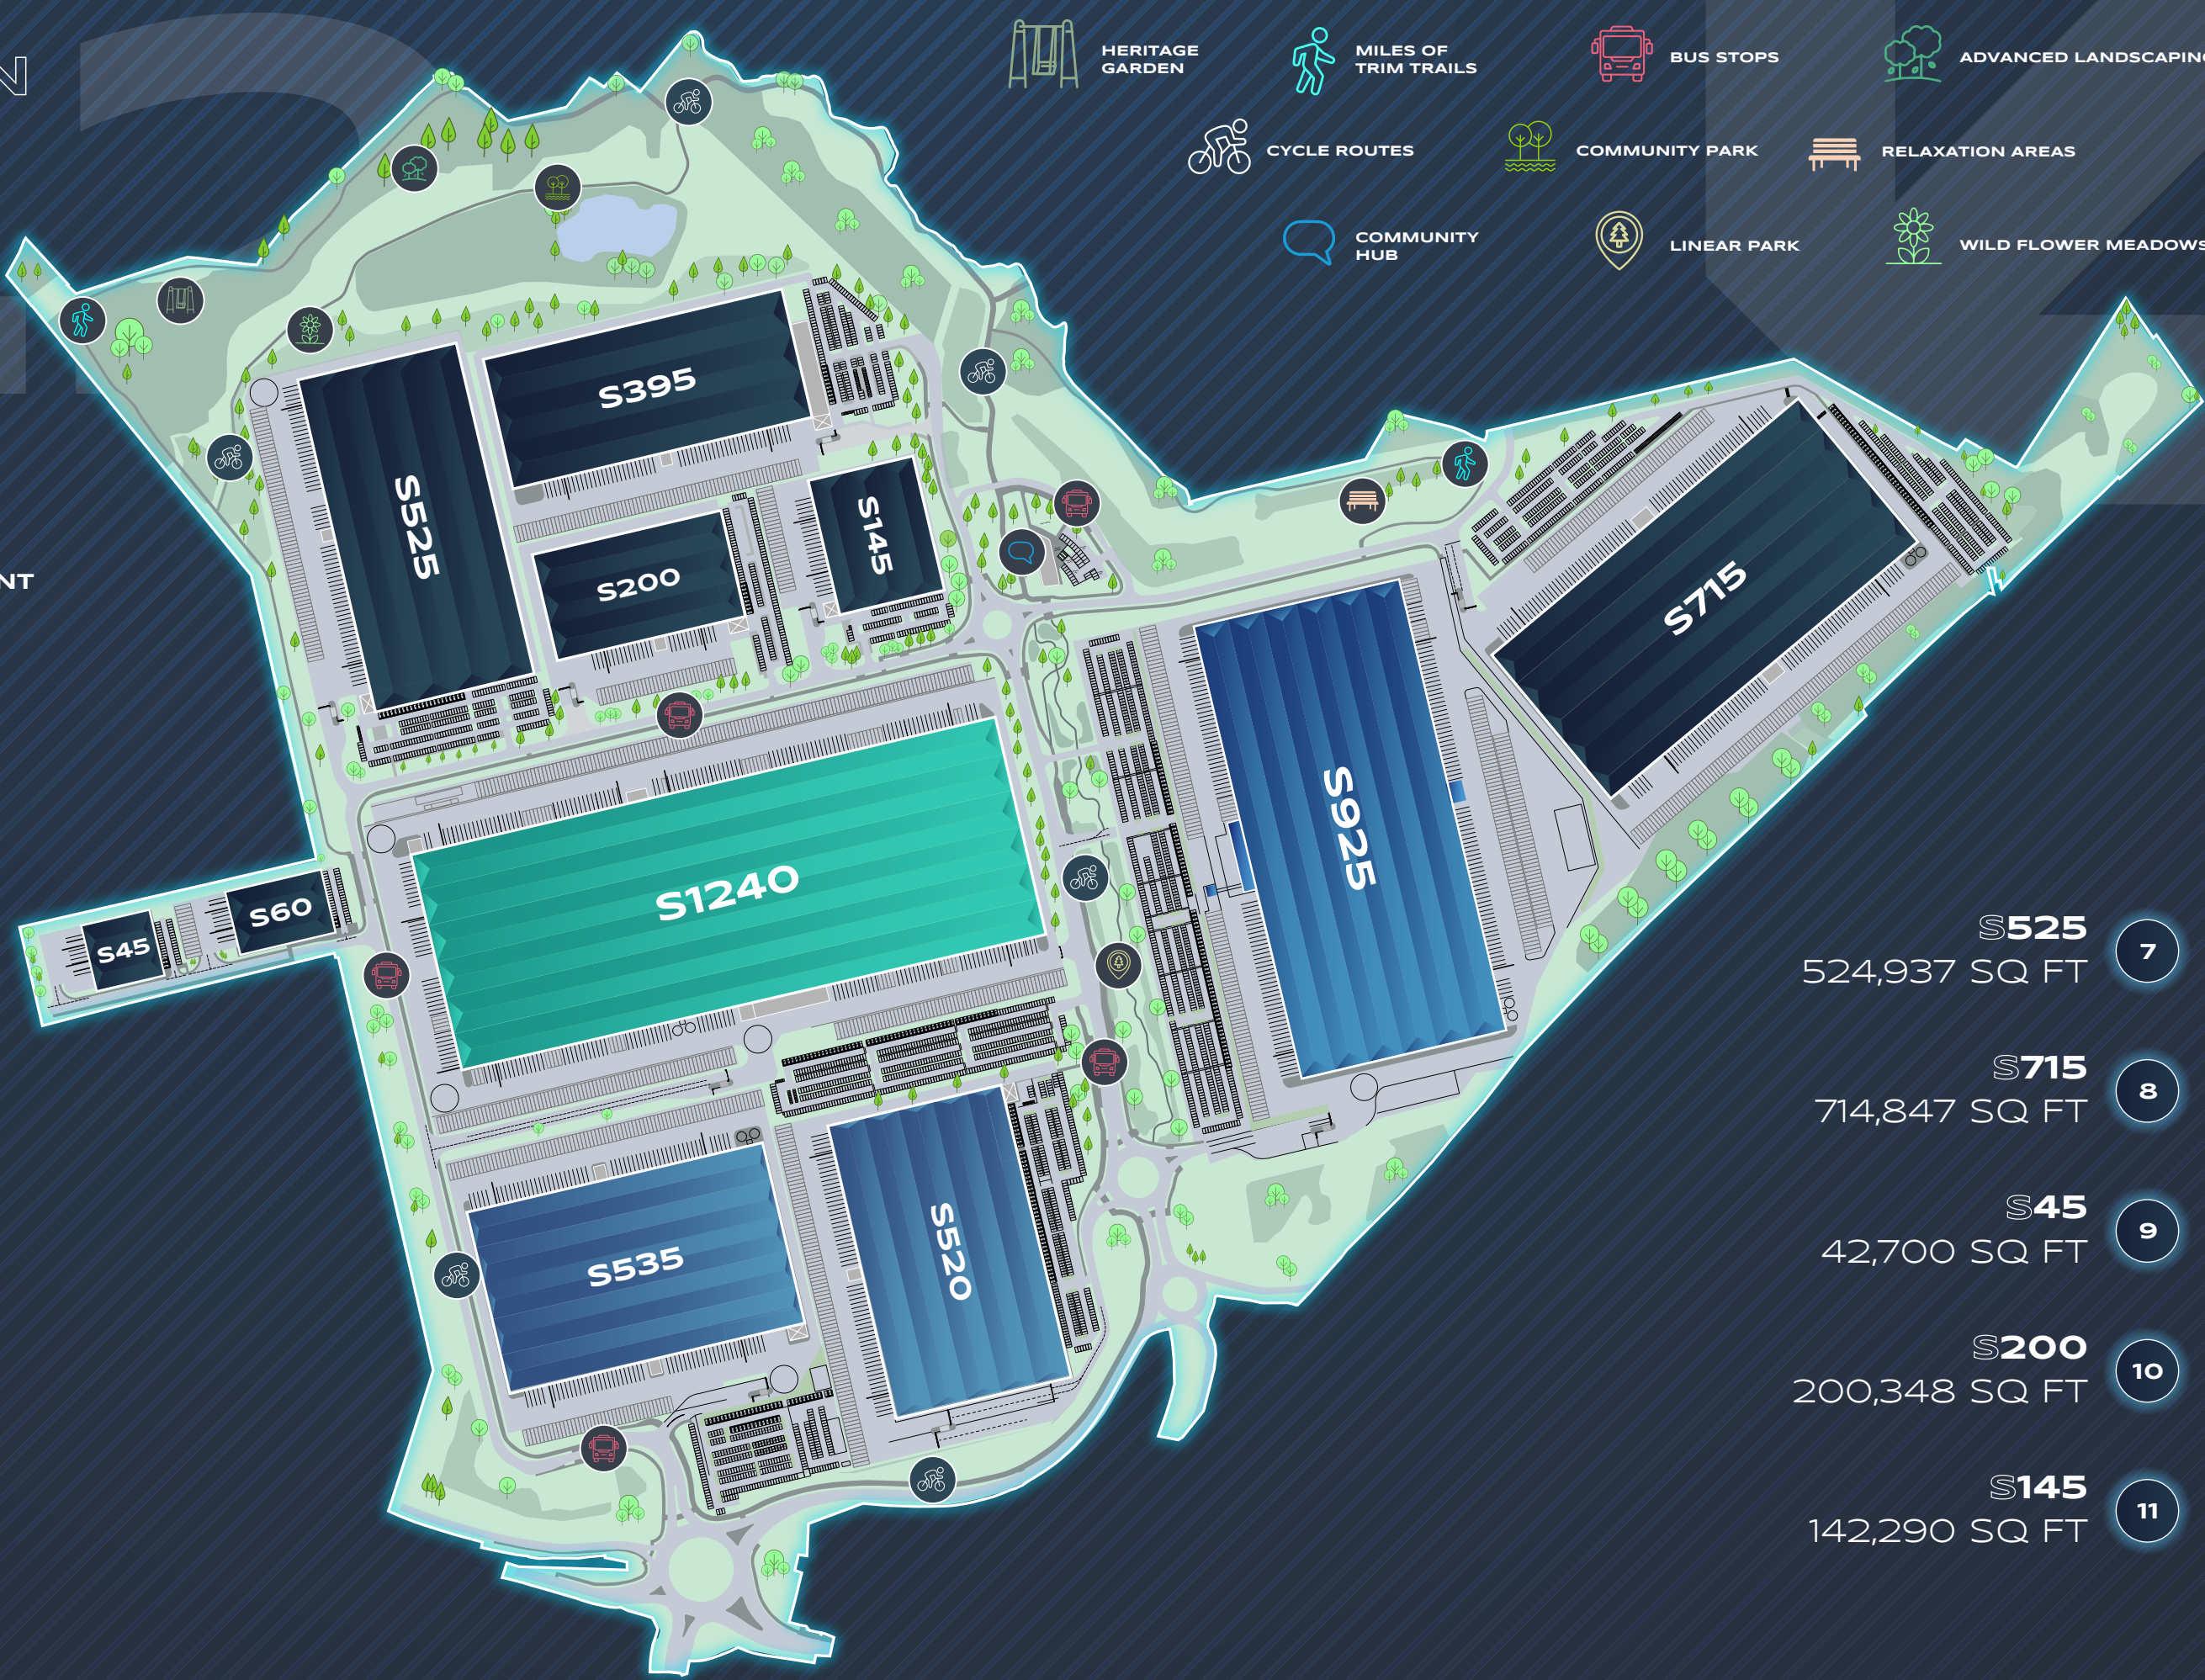 N
HERITAGE
GARDEN
MILES OF
TRIM TRAILS
BUS STOPS
ADVANCED LANDSCAPING
CYCLE ROUTES
COMMUNITY PARK
RELAXATION AREAS
COMMUNITY
HUB
LINEAR PARK
WILD FLOWER MEADOWS
NT
S395
S525
S145
S200
S715
S925
S1240
S60
S45
S535
S520
S525
524,937 SQ FT
7
S715
714,847 SQ FT
8
S45
42,700 SQ FT
9
S200
200,348 SQ FT
10
S145
142,290 SQ FT
11